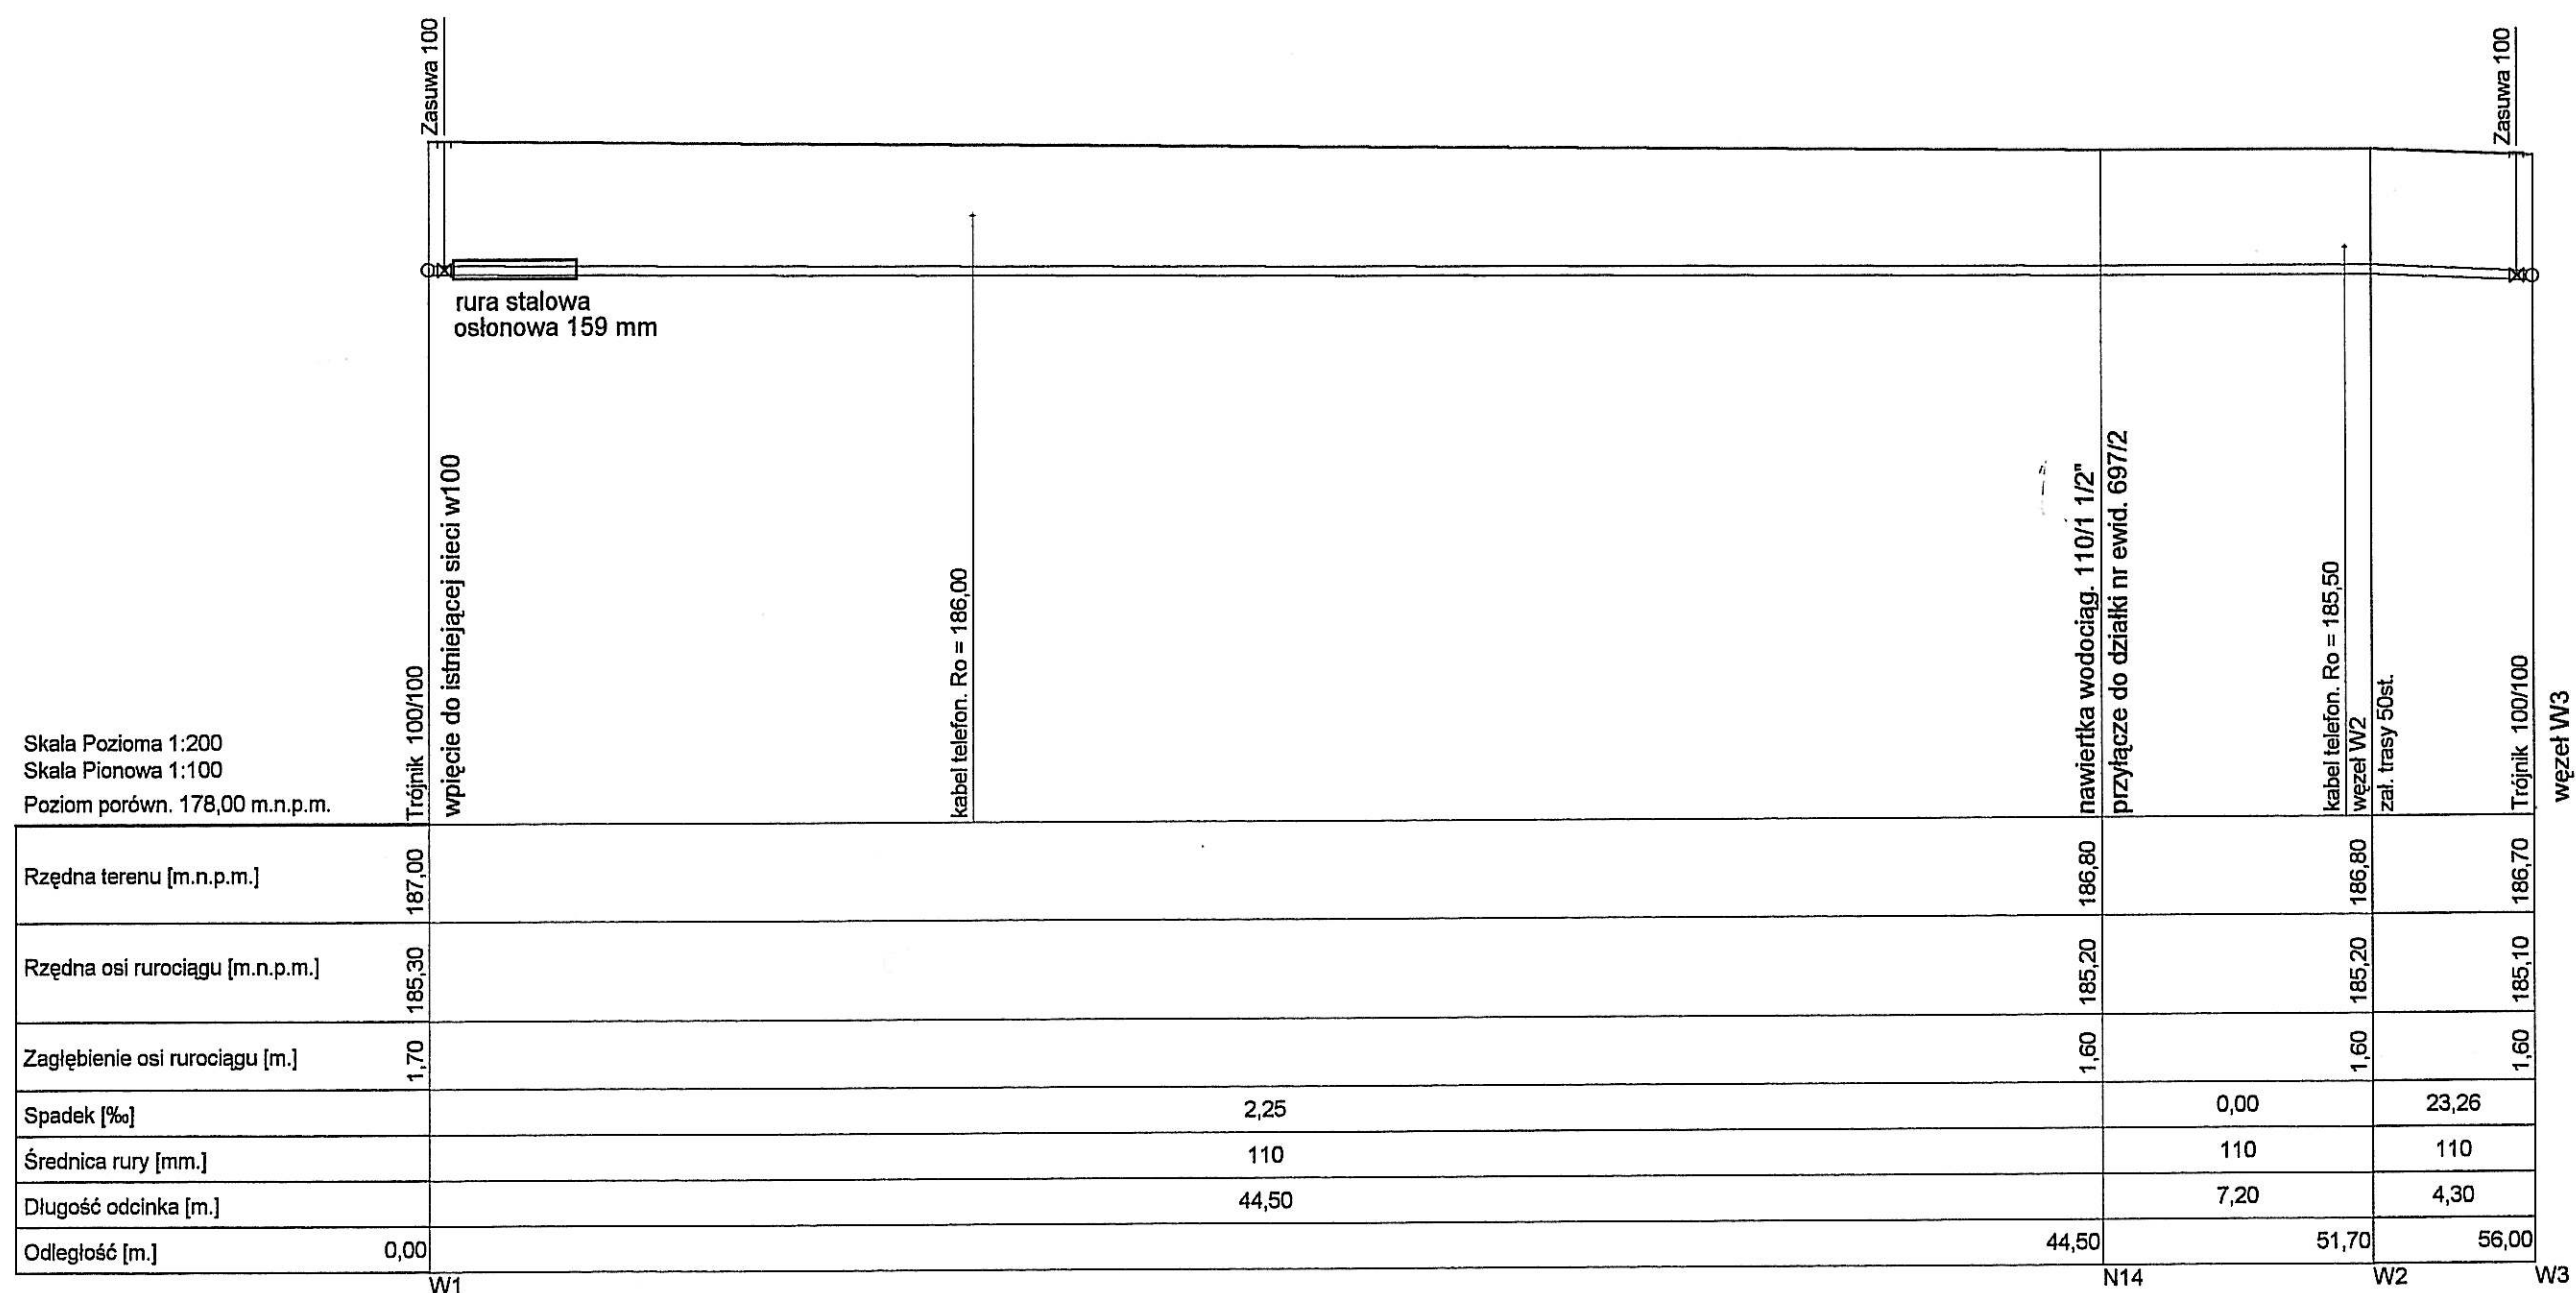 Zasuwa 100
Zasuwa 100
rura stalowa
osłonowa 159 mm
Trójnik 100/100
wpięcie do istniejącej sieci w100
kabel telefon. Ro = 186,00
nawiertka wodociąg. 110/1 1/2"
przyłącze do działki nr ewid. 697/2
kabel telefon. Ro = 185,50
węzeł W2
zał. trasy 50st.
Trójnik 100/100
węzeł W3
Skala Pozioma 1:200
Skala Pionowa 1:100
Poziom porówn. 178,00 m.n.p.m.
Rzędna terenu [m.n.p.m.] 187,00 186,80 186,80 186,70
Rzędna osi rurociągu [m.n.p.m.] 185,30 185,20 185,20 185,10
Zagłębienie osi rurociągu [m.] 1,70 1,60 1,60 1,60
Spadek [‰] 2,25 0,00 23,26
Średnica rury [mm.] 110 110 110
Długość odcinka [m.] 44,50 7,20 4,30
Odległość [m.] 0,00 44,50 51,70 56,00
W1 N14 W2 W3